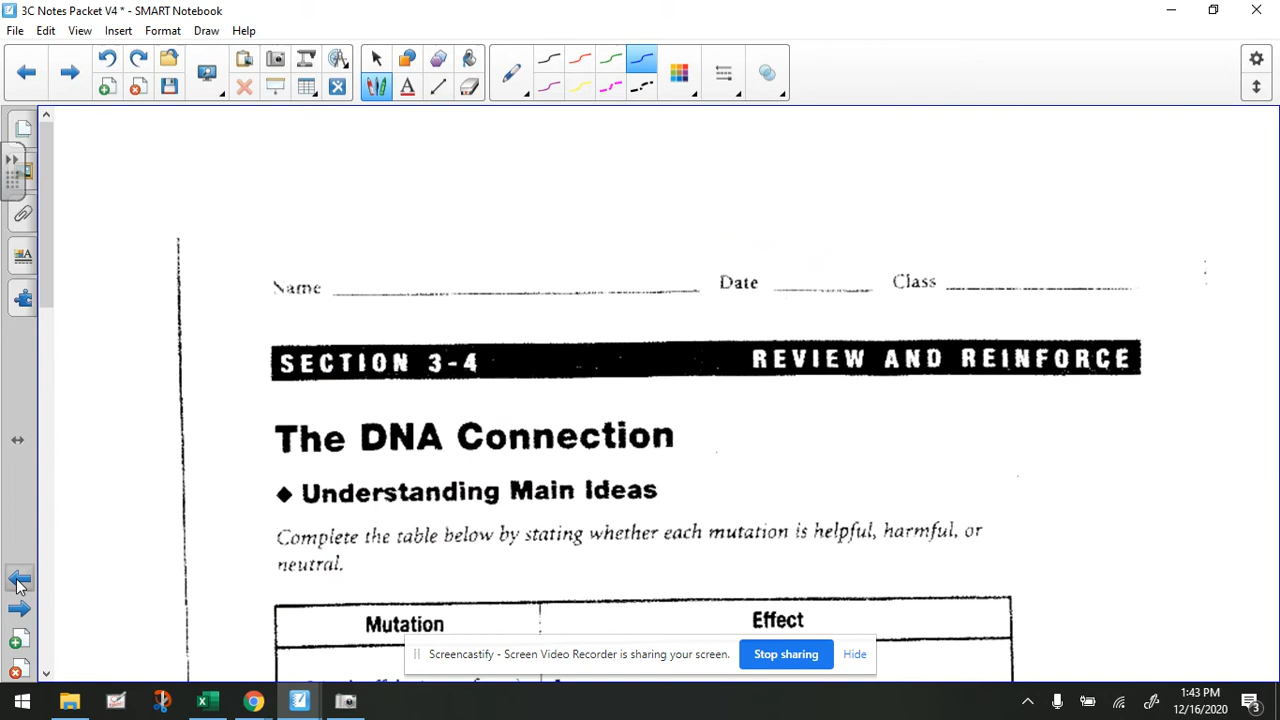 3C Notes Packet V4 * - SMART Notebook
File Edit View Insert Format Draw Help
Name Date Class
SECTION 3-4 REVIEW AND REINFORCE
The DNA Connection
◆ Understanding Main Ideas
Complete the table below by stating whether each mutation is helpful, harmful, or
neutral.
Mutation Effect
Screencastify - Screen Video Recorder is sharing your screen. Stop sharing Hide
1:43 PM
12/16/2020
3